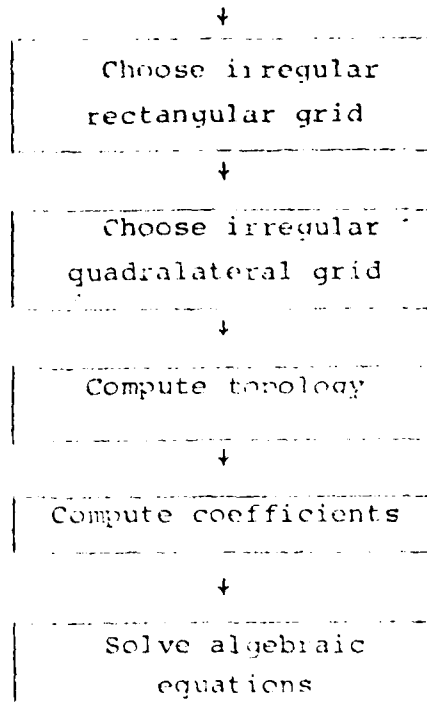 Choose irregular
rectangular grid
Choose irregular
quadralateral grid
Compute topology
Compute coefficients
Solve algebraic
equations